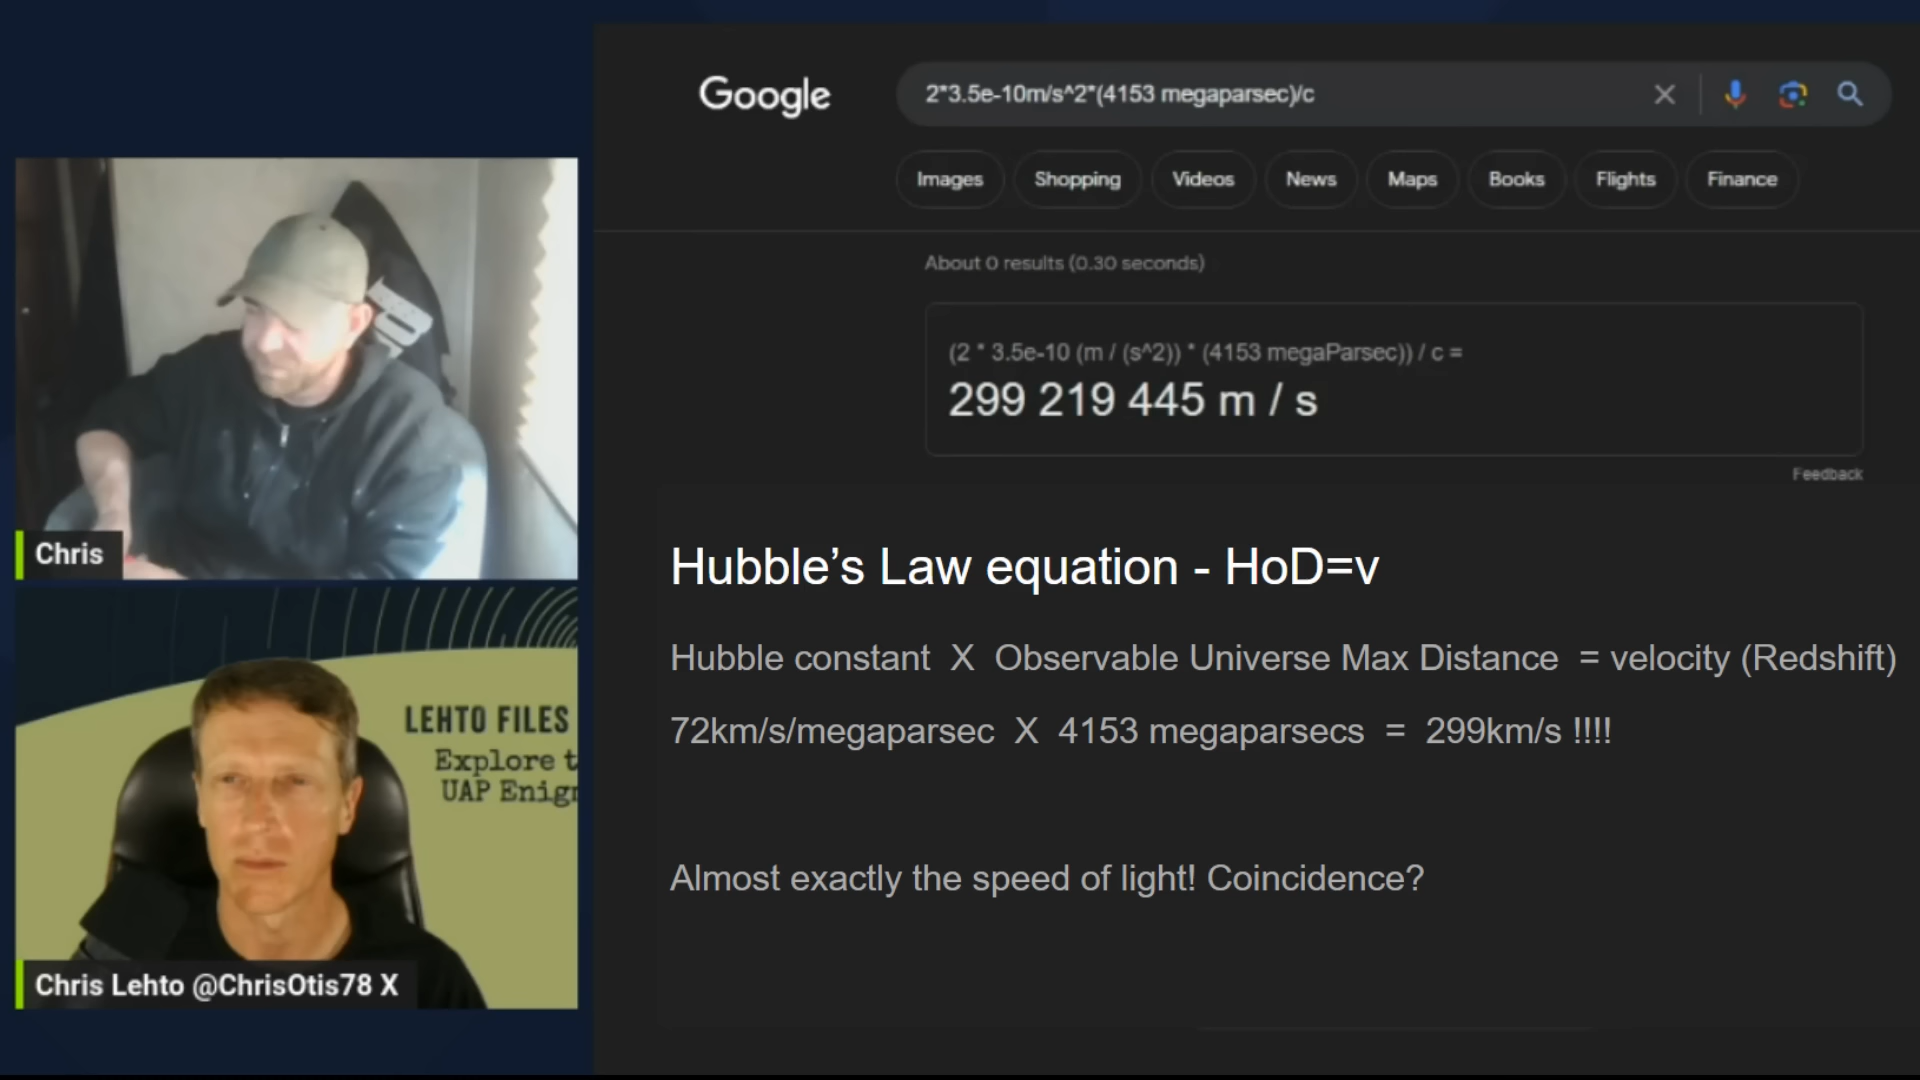 Google
2*3.5e-10m/s^2*(4153 megaparsec)/c
Images Shopping Videos News Maps Books Flights Finance
About 0 results (0.30 seconds)
(2 * 3.5e-10 (m / (s^2)) * (4153 megaParsec)) / c =
299 219 445 m / s
Feedback
Hubble’s Law equation - HoD=v
Hubble constant X Observable Universe Max Distance = velocity (Redshift)
72km/s/megaparsec X 4153 megaparsecs = 299km/s !!!!
Almost exactly the speed of light! Coincidence?
Chris
LEHTO FILES
Explore t
UAP Enig
Chris Lehto @ChrisOtis78 X